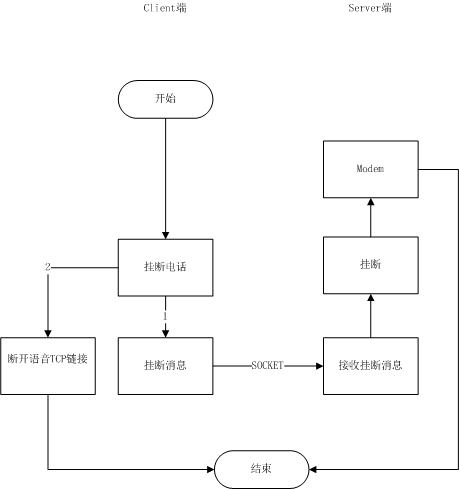 Client端
Server端
开始
Modem
挂断电话
挂断
2
1
断开语音TCP链接
挂断消息
SOCKET
接收挂断消息
结束